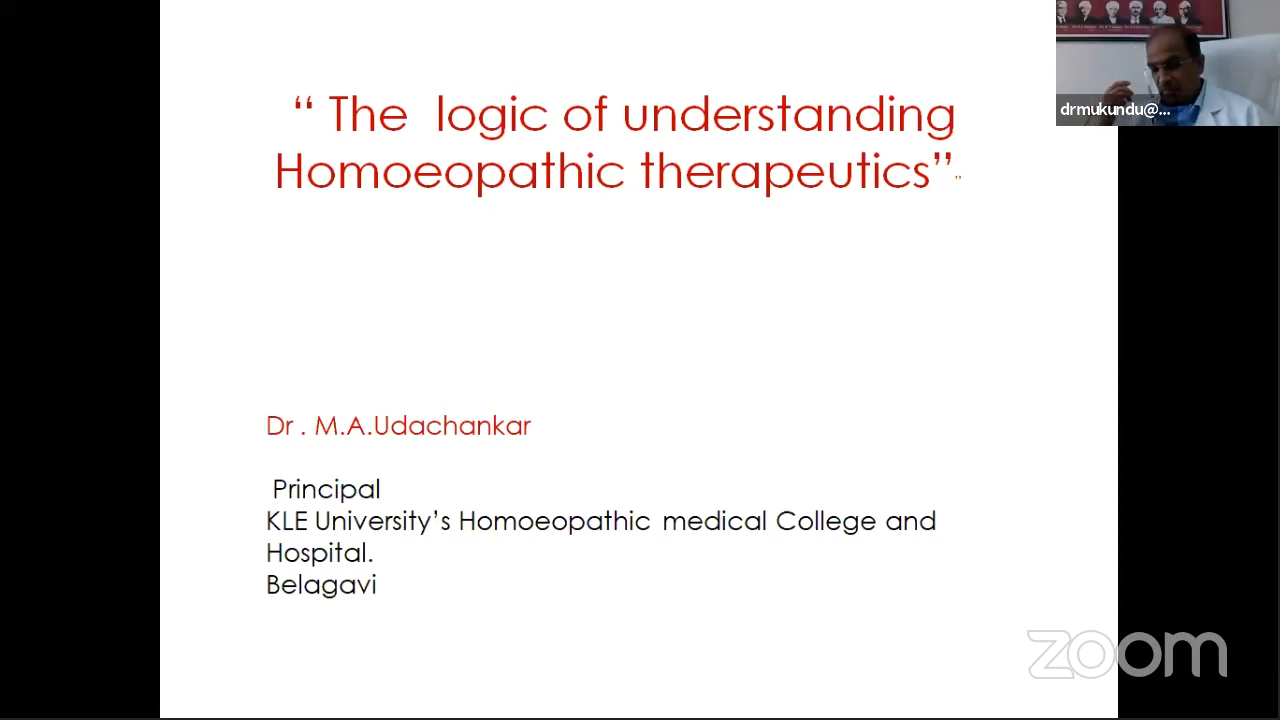 “ The logic of understanding
Homoeopathic therapeutics””
drmukundu@...
Dr . M.A.Udachankar
Principal
KLE University’s Homoeopathic medical College and
Hospital.
Belagavi
zoom